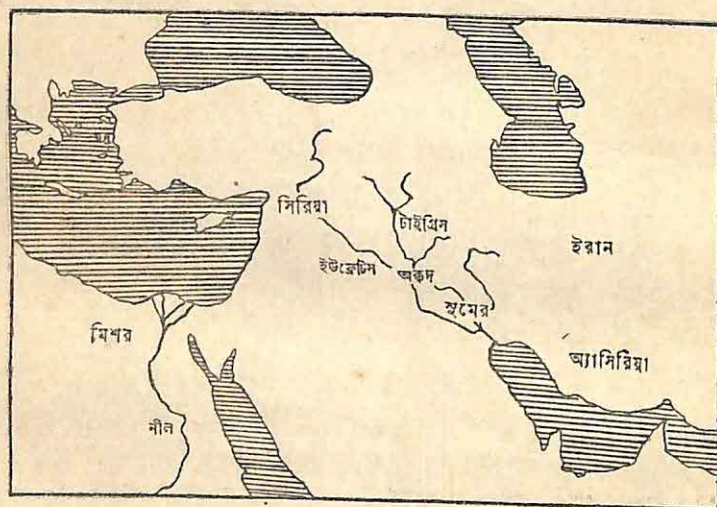 সিরিয়া
টাইগ্রিস
ইরান
ইউফ্রেটিস
অক্কদ
সুমের
মিশর
অ্যাসিরিয়া
নীল